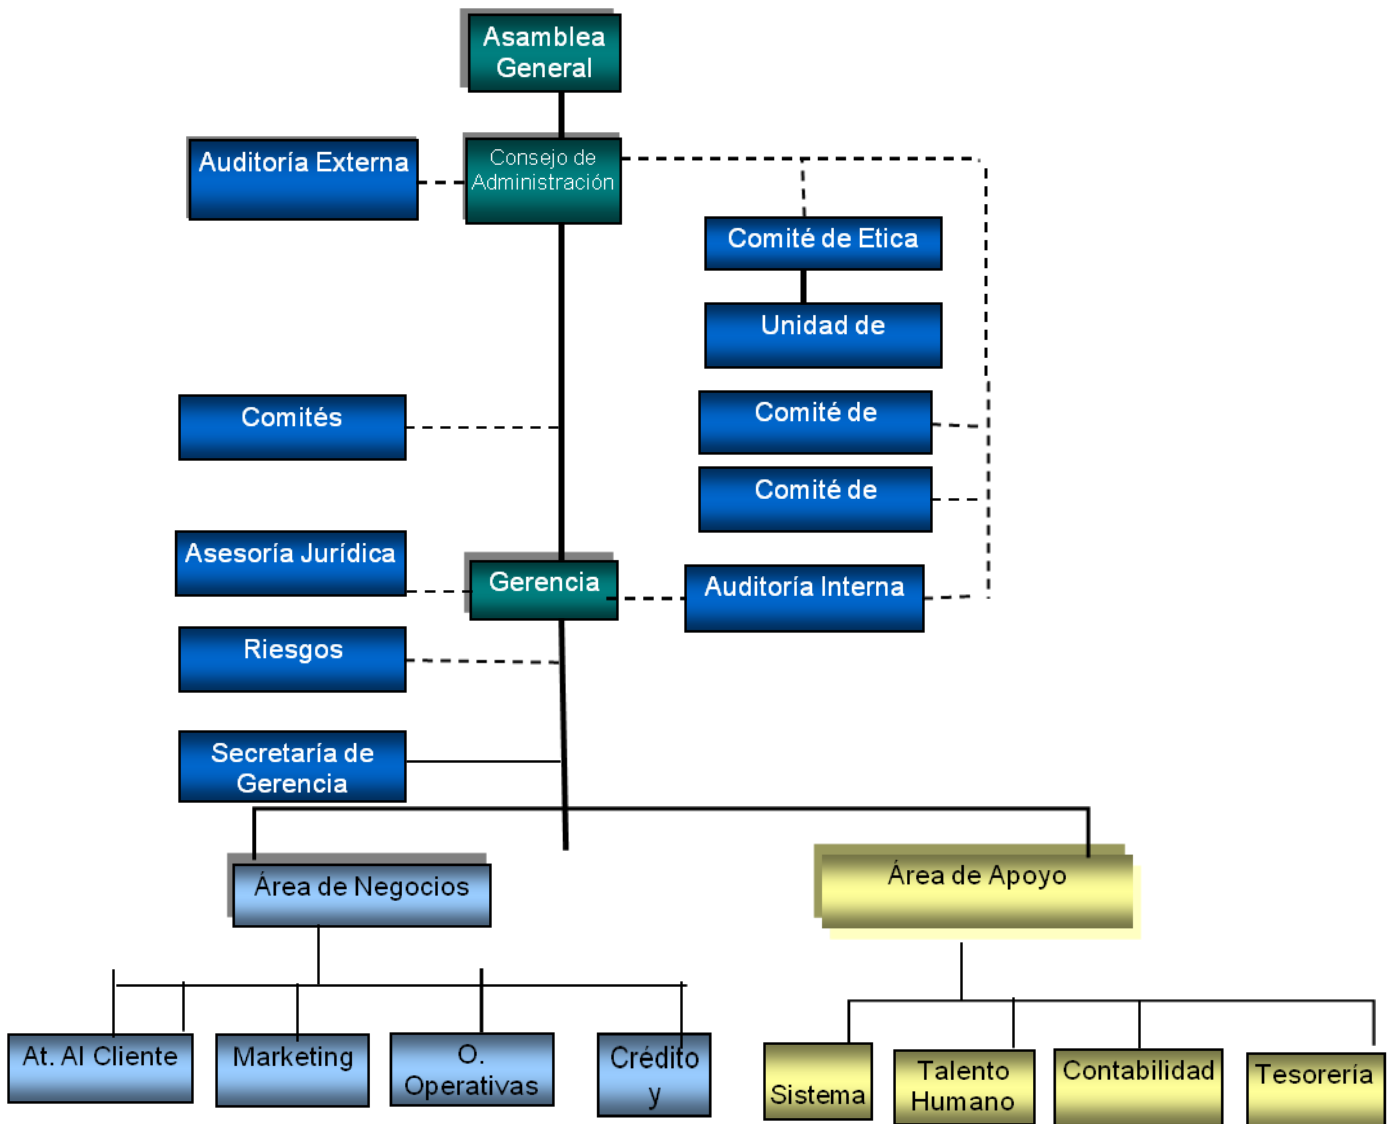 Asamblea
General
Auditoría Externa
Consejo de
Administración
Comité de Etica
Unidad de
Comités
Comité de
Comité de
Asesoría Jurídica
Gerencia
Auditoría Interna
Riesgos
Secretaría de
Gerencia
Área de Negocios
Área de Apoyo
At. Al Cliente
Marketing
O.
Operativas
Crédito
y
Sistema
Talento
Humano
Contabilidad
Tesorería